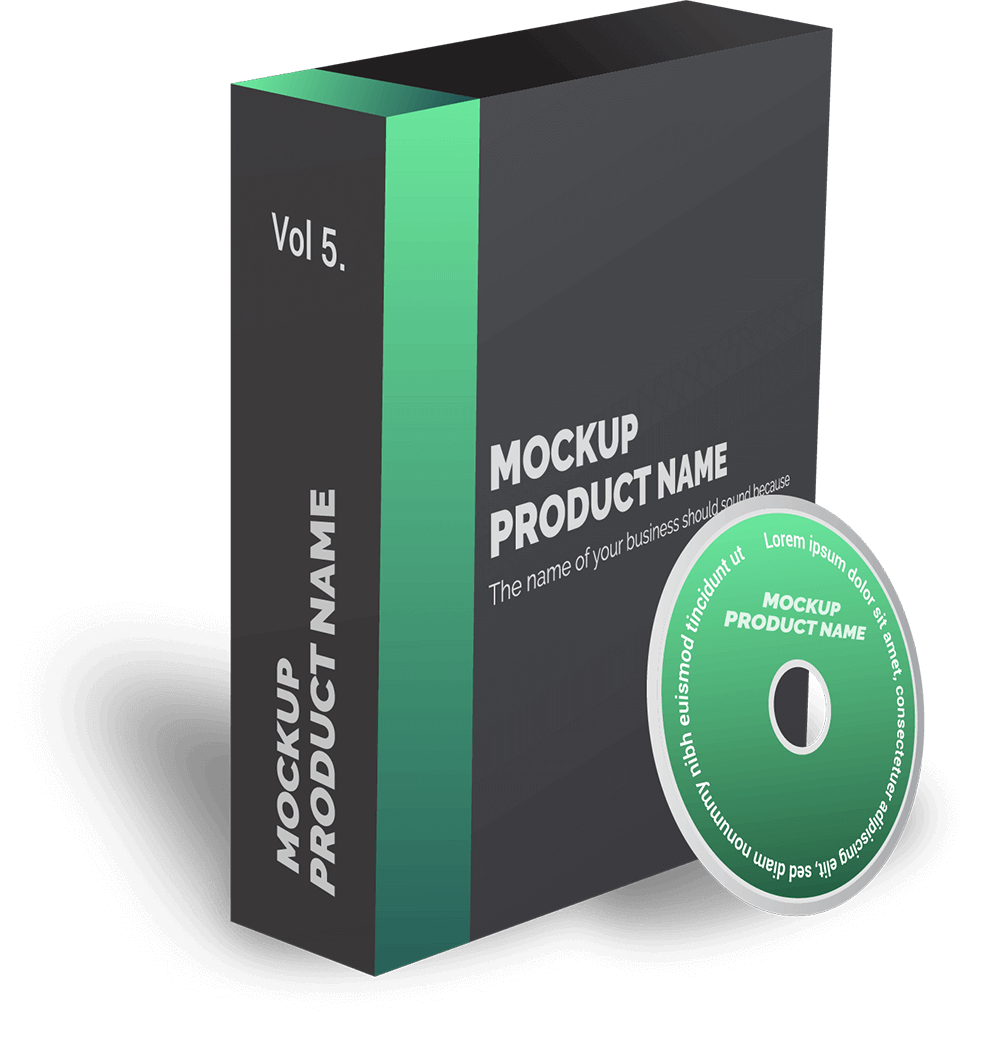 Vol 5.
MOCKUP
PRODUCT NAME
MOCKUP
PRODUCT NAME
The name of your business should sound because
MOCKUP
PRODUCT NAME
Lorem ipsum dolor sit amet, consectetuer adipiscing elit, sed diam nonummy nibh euismod tincidunt ut